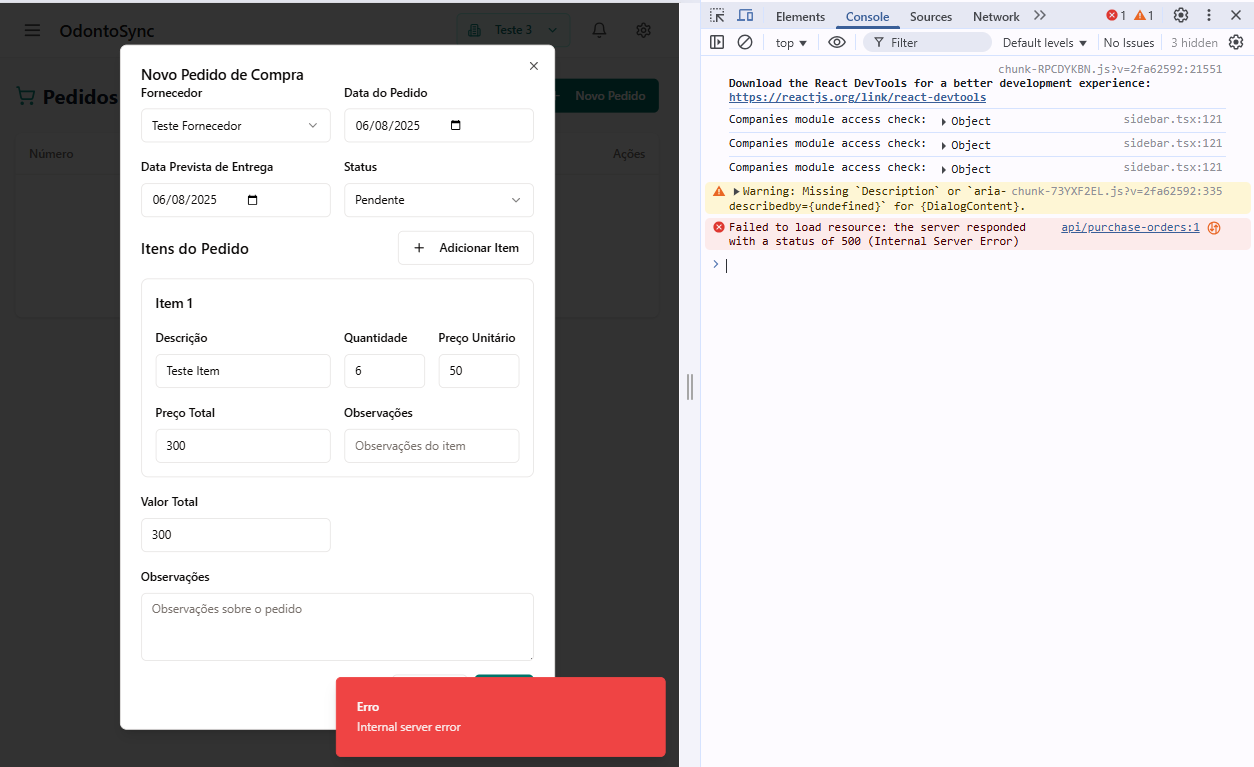 OdontoSync
Teste 3
Pedidos
Novo Pedido
Número
Ações
Novo Pedido de Compra
Fornecedor
Data do Pedido
Teste Fornecedor
06/08/2025
Data Prevista de Entrega
Status
06/08/2025
Pendente
Itens do Pedido
+ Adicionar Item
Item 1
Descrição
Quantidade
Preço Unitário
Teste Item
6
50
Preço Total
Observações
300
Observações do item
Valor Total
300
Observações
Observações sobre o pedido
Erro
Internal server error
Elements
Console
Sources
Network
1
1
top
Filter
Default levels
No Issues
3 hidden
chunk-RPCDYKBN.js?v=2fa62592:21551
Download the React DevTools for a better development experience:
https://reactjs.org/link/react-devtools
Companies module access check: Object sidebar.tsx:121
Companies module access check: Object sidebar.tsx:121
Companies module access check: Object sidebar.tsx:121
Warning: Missing `Description` or `aria- chunk-73YXF2EL.js?v=2fa62592:335
describedby={undefined}` for {DialogContent}.
Failed to load resource: the server responded api/purchase-orders:1
with a status of 500 (Internal Server Error)